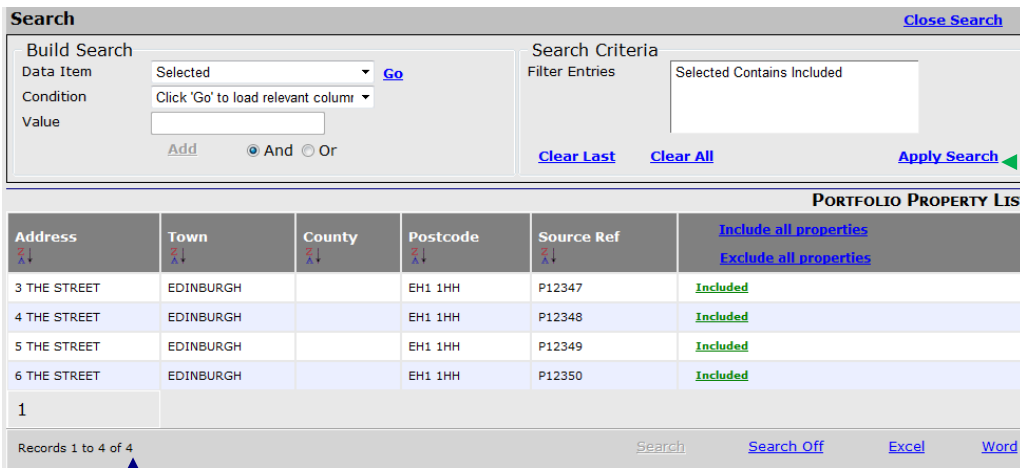 Search Close Search
Build Search Search Criteria
Data Item Selected Go Filter Entries Selected Contains Included
Condition Click 'Go' to load relevant column
Value
Add And Or
Clear Last Clear All Apply Search
PORTFOLIO PROPERTY LIS
Address Town County Postcode Source Ref Include all properties
Exclude all properties
3 THE STREET EDINBURGH EH1 1HH P12347 Included
4 THE STREET EDINBURGH EH1 1HH P12348 Included
5 THE STREET EDINBURGH EH1 1HH P12349 Included
6 THE STREET EDINBURGH EH1 1HH P12350 Included
1
Records 1 to 4 of 4 Search Search Off Excel Word